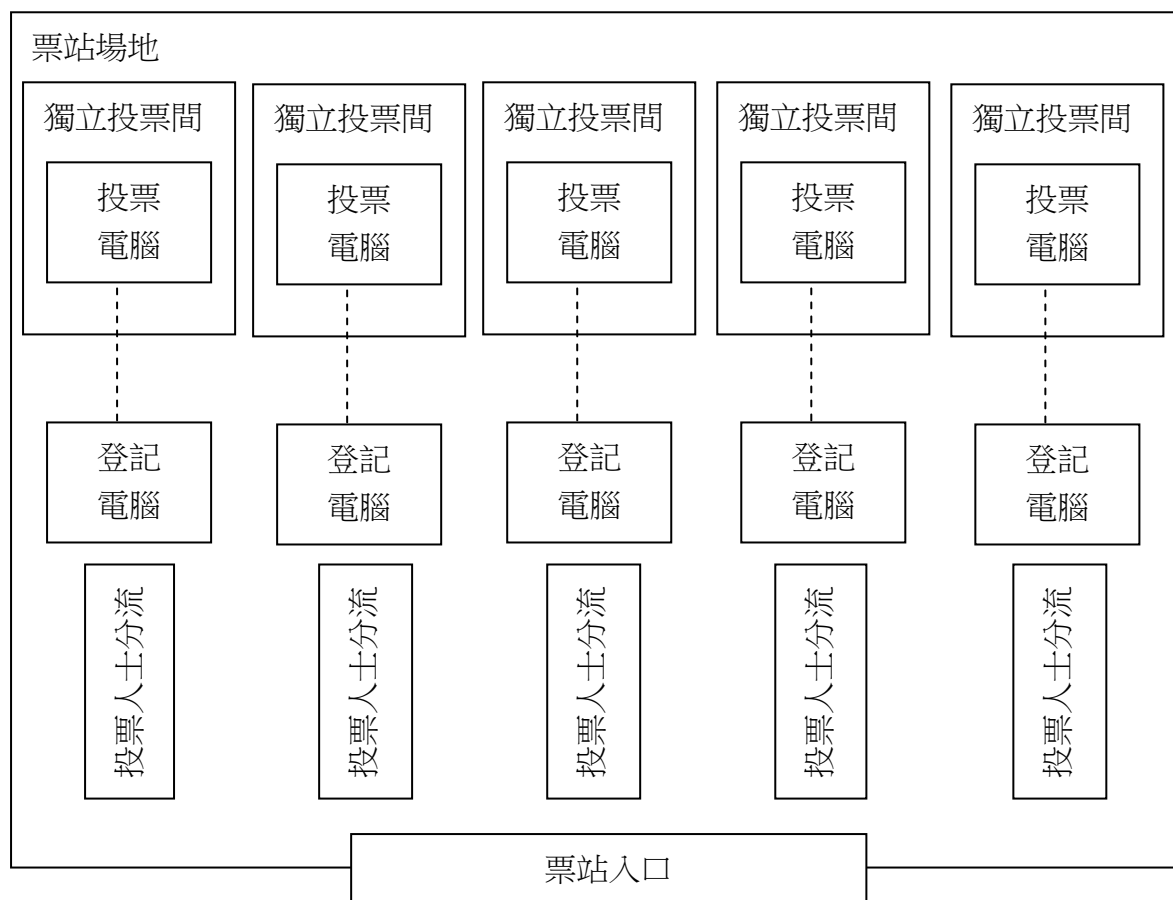 票站場地
獨立投票間
獨立投票間
獨立投票間
獨立投票間
獨立投票間
投票
電腦
投票
電腦
投票
電腦
投票
電腦
投票
電腦
登記
電腦
登記
電腦
登記
電腦
登記
電腦
登記
電腦
投票人士分流
投票人士分流
投票人士分流
投票人士分流
投票人士分流
票站入口